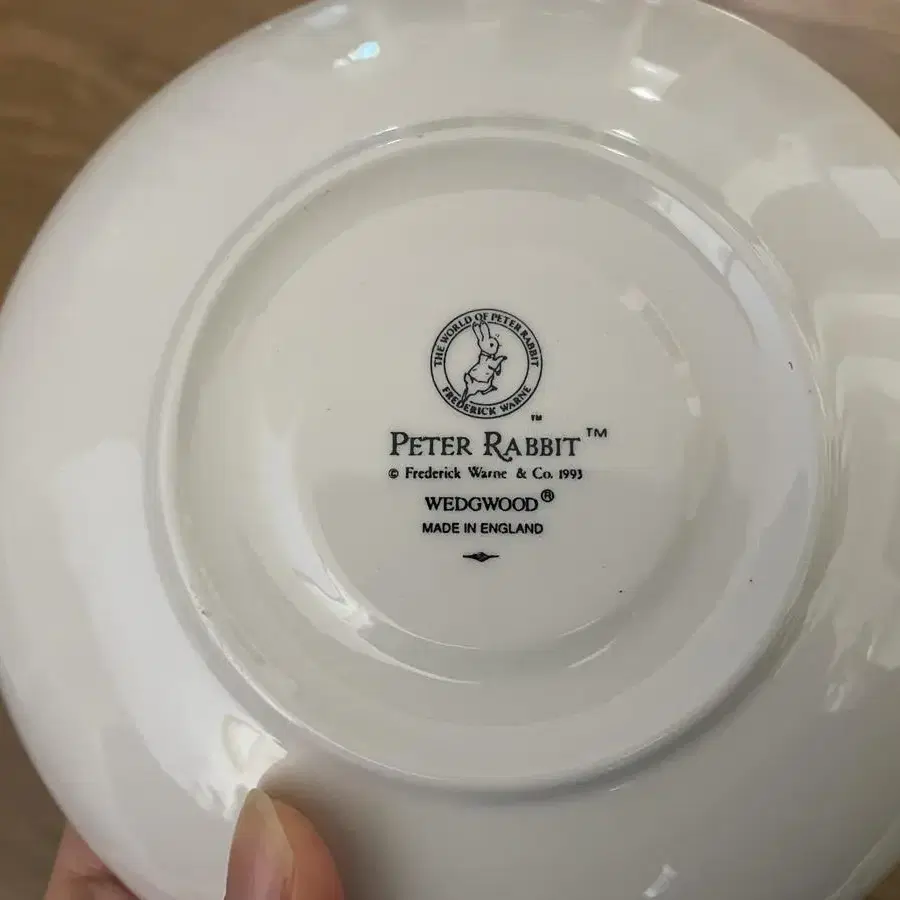 THE WORLD OF PETER RABBIT
FREDERICK WARNE
TM
PETER RABBIT™
© Frederick Warne & Co. 1993
WEDGWOOD®
MADE IN ENGLAND